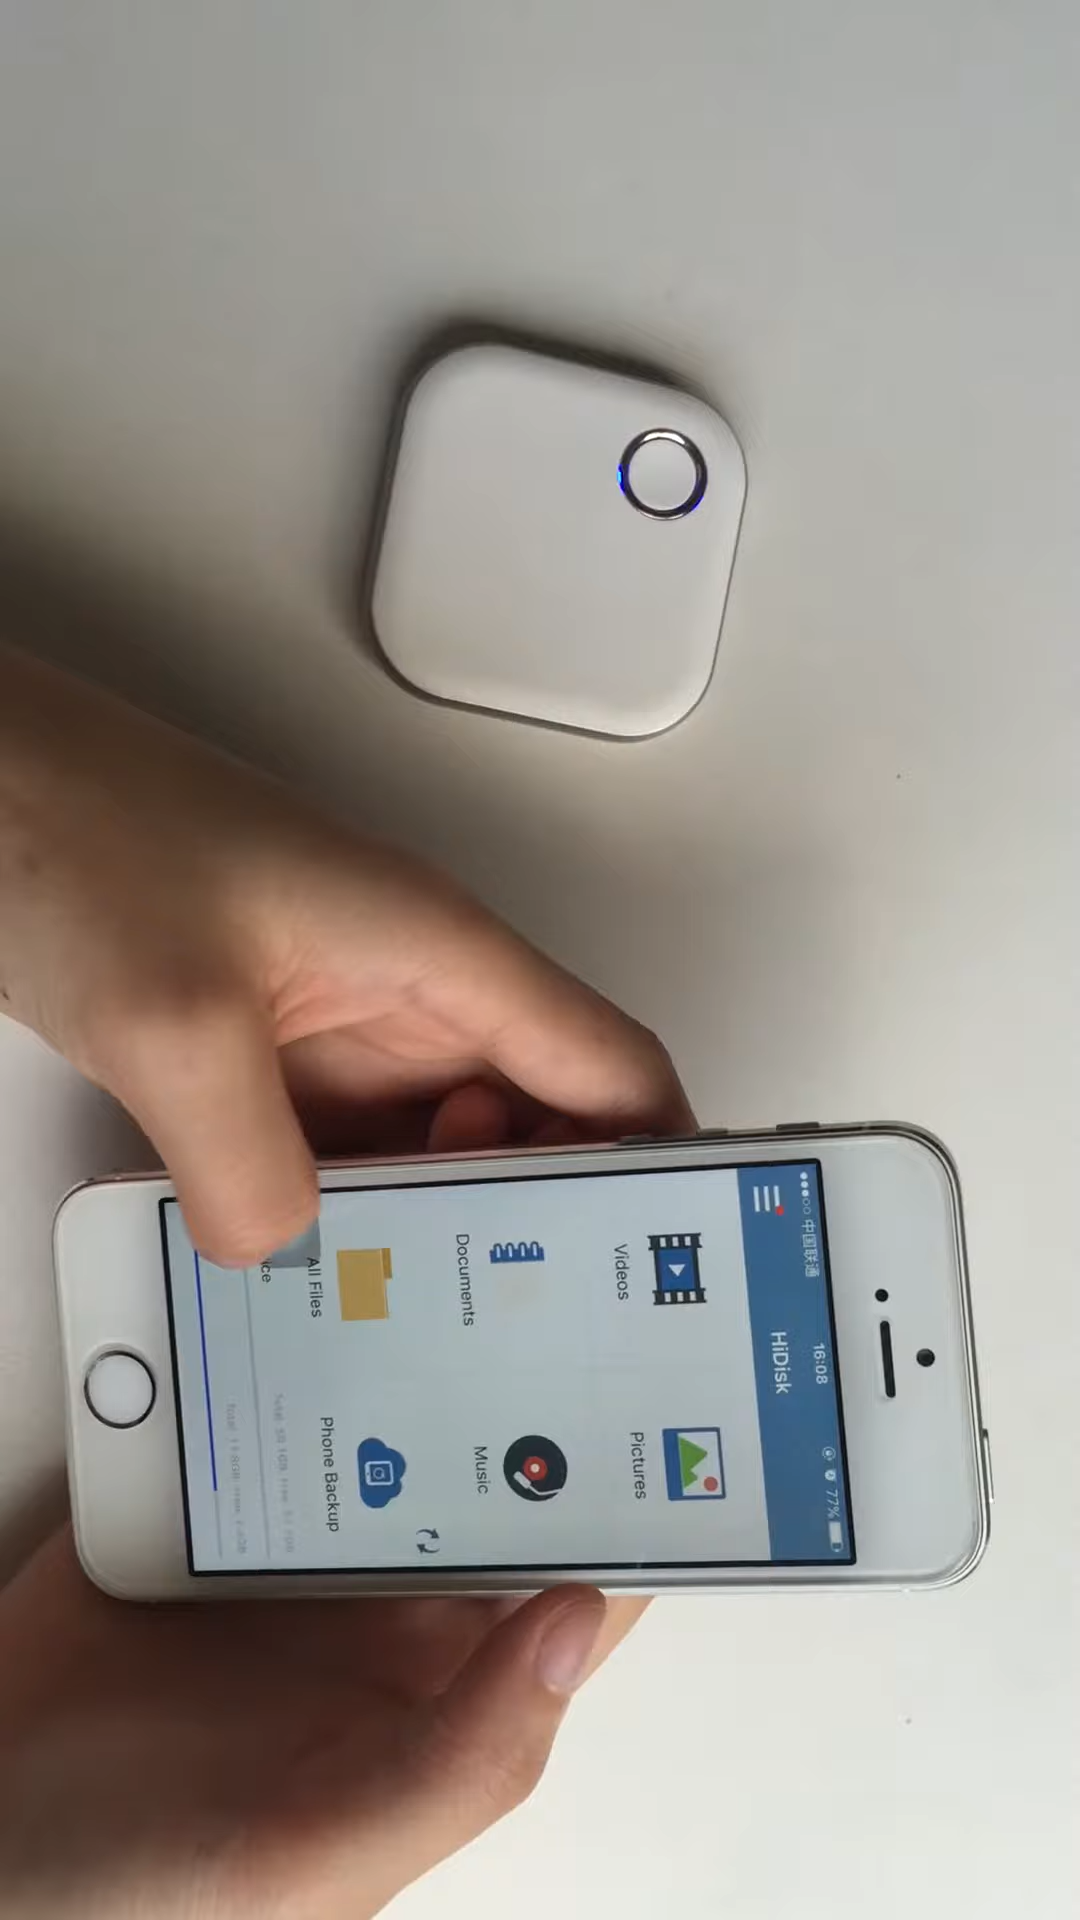 中国联通 16:08 77%
HiDisk
Videos Pictures
Documents Music
All Files Phone Backup